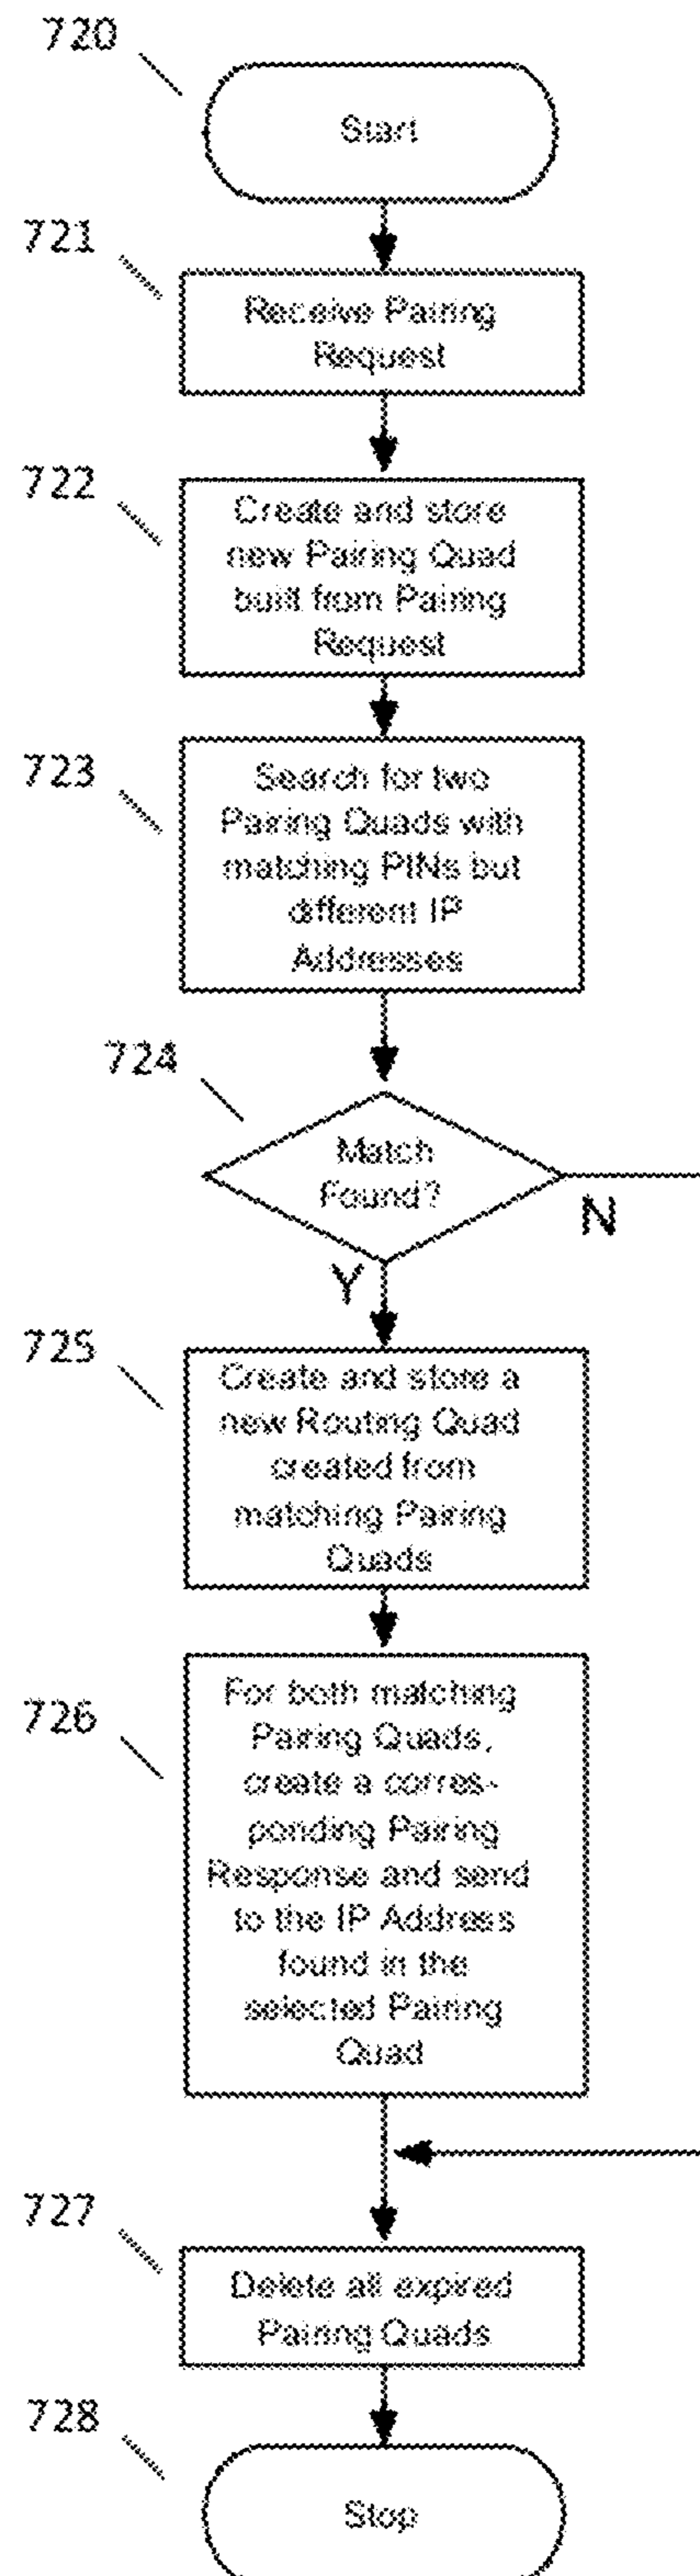 720
Start
721
Receive Pairing
Request
722
Create and store
new Pairing Quad
built from Pairing
Request
723
Search for two
Pairing Quads with
matching PINs but
different IP
Addresses
724
Match
Found?
N
Y
725
Create and store a
new Routing Quad
created from
matching Pairing
Quads
726
For both matching
Pairing Quads,
create a corres-
ponding Pairing
Response and send
to the IP Address
found in the
selected Pairing
Quad
727
Delete all expired
Pairing Quads
728
Stop